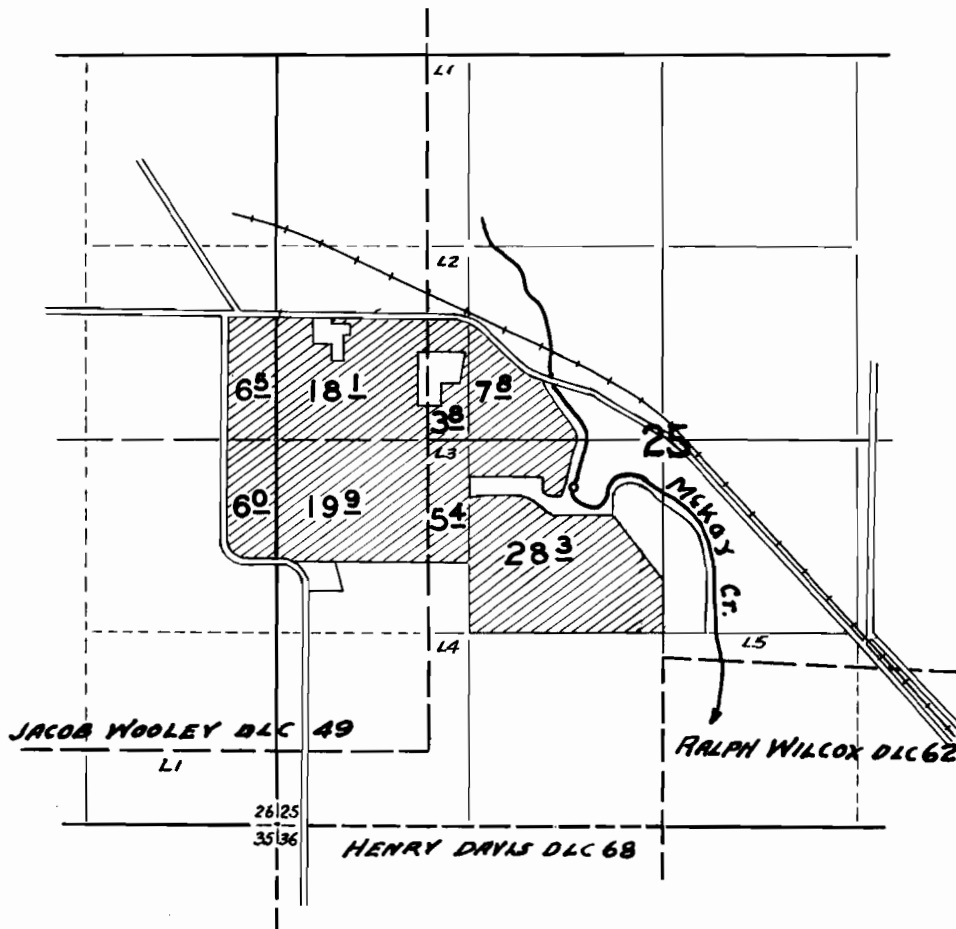 L1
L2
6 5 18 1 7 8
3 8
25
L3
6 0 19 9 5 4
McKay Cr.
28 3
L4 L5
JACOB WOOLEY DLC 49
L1
RALPH WILCOX DLC 62
26 25
35 36
HENRY DAVIS DLC 68